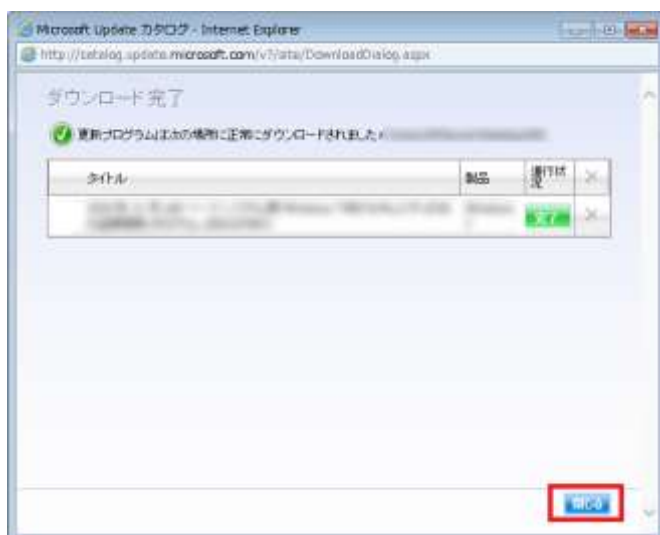 Microsoft Update カタログ - Internet Explorer
http://catalog.update.microsoft.com/v7/site/DownloadDialog.aspx
ダウンロード完了
更新プログラムは次の場所に正常にダウンロードされました
タイトル 製品 進行状況
完了
閉じる